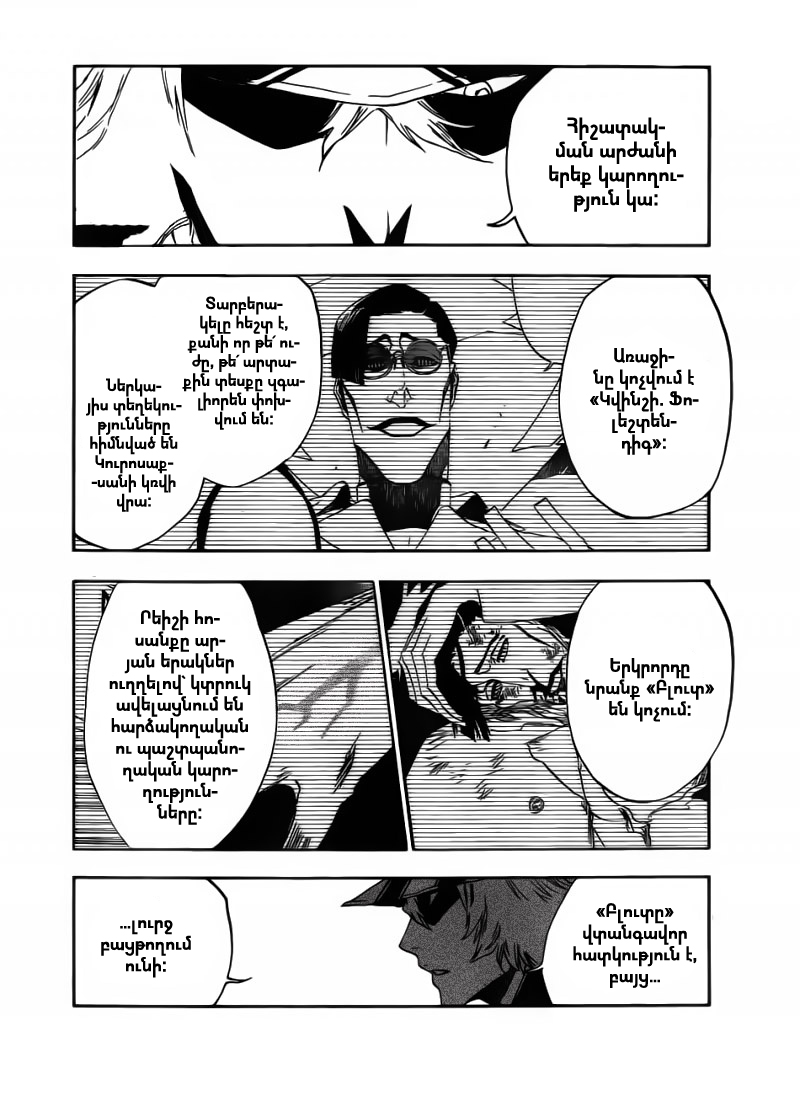 Հիշատակ-
ման արժանի
երեք կարողու-
թյուն կա:
Առաջի-
նը կոչվում է
«Կվինշի. Ֆո-
լեշտեն-
դիգ»:
Տարբերա-
կելը հեշտ է,
քանի որ թե՛ ու-
ժը, թե՛ արտա-
քին տեսքը զգա-
լիորեն փոխ-
վում են:
Ներկա-
յիս տեղեկու-
թյունները
հիմնված են
Կուրոսաք-
-սանի կռվի
վրա:
Երկրորդը
նրանք «Բլուտ»
են կոչում:
Րեիշի հո-
սանքը ար-
յան երակներ
ուղղելով՝ կտրուկ
ավելացնում են
հարձակողական
ու պաշտպանո-
ղական կարո-
ղություն-
ները:
«Բլուտը»
վտանգավոր
հատկություն է,
բայց...
...լուրջ
բացթողում
ունի: